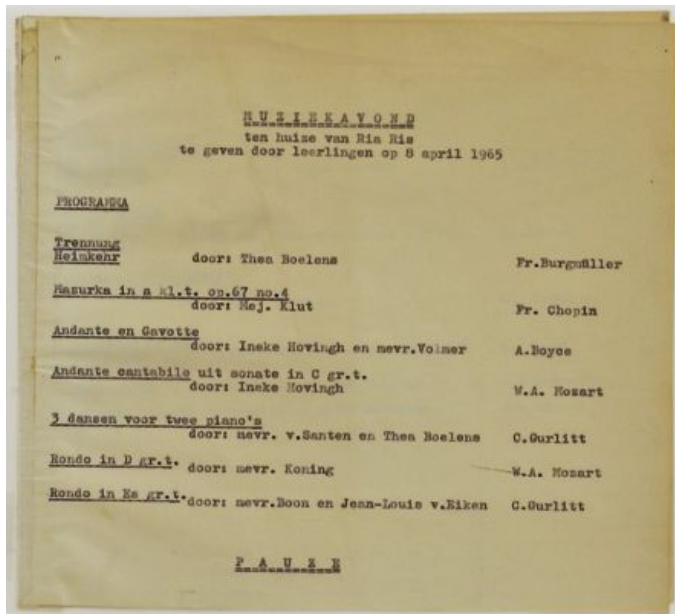 M U Z I E K A V O N D
ten huize van Ria Ris
te geven door leerlingen op 8 april 1965
PROGRAMMA
Trennung
Heimkehr door: Thea Boelens Fr.Burgmüller
Mazurka in a kl.t. op.67 no.4
door: Mej. Klut Fr. Chopin
Andante en Gavotte
door: Ineke Hovingh en mevr.Volmer A.Boyce
Andante cantabile uit sonate in C gr.t.
door: Ineke Hovingh W.A. Mozart
3 dansen voor twee piano's
door: mevr. v.Santen en Thea Boelens C.Gurlitt
Rondo in D gr.t. door: mevr. Koning W.A. Mozart
Rondo in Es gr.t. door: mevr.Boon en Jean-Louis v.Eiken C.Gurlitt
P A U Z E